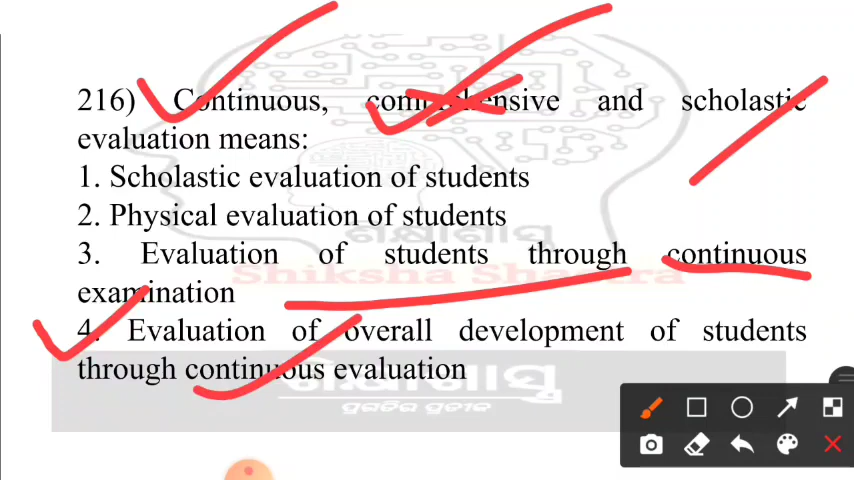 216) Continuous, comprehensive and scholastic
evaluation means:
1. Scholastic evaluation of students
2. Physical evaluation of students
ଶିକ୍ଷାଶାସ୍ତ୍ର
3. Evaluation of students through continuous
Shiksha Shastra
examination
4. Evaluation of overall development of students
through continuous evaluation